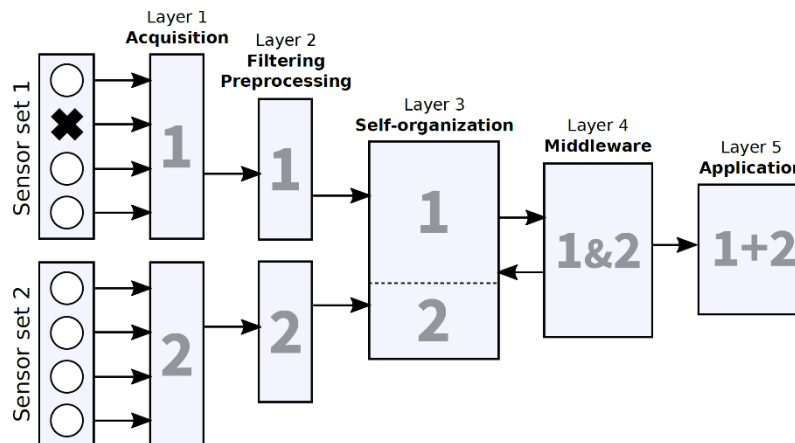 Layer 1
Acquisition
Layer 2
Filtering
Preprocessing
Layer 3
Self-organization
Layer 4
Middleware
Layer 5
Application
Sensor set 1
1
1
1
1&2
1+2
Sensor set 2
2
2
2